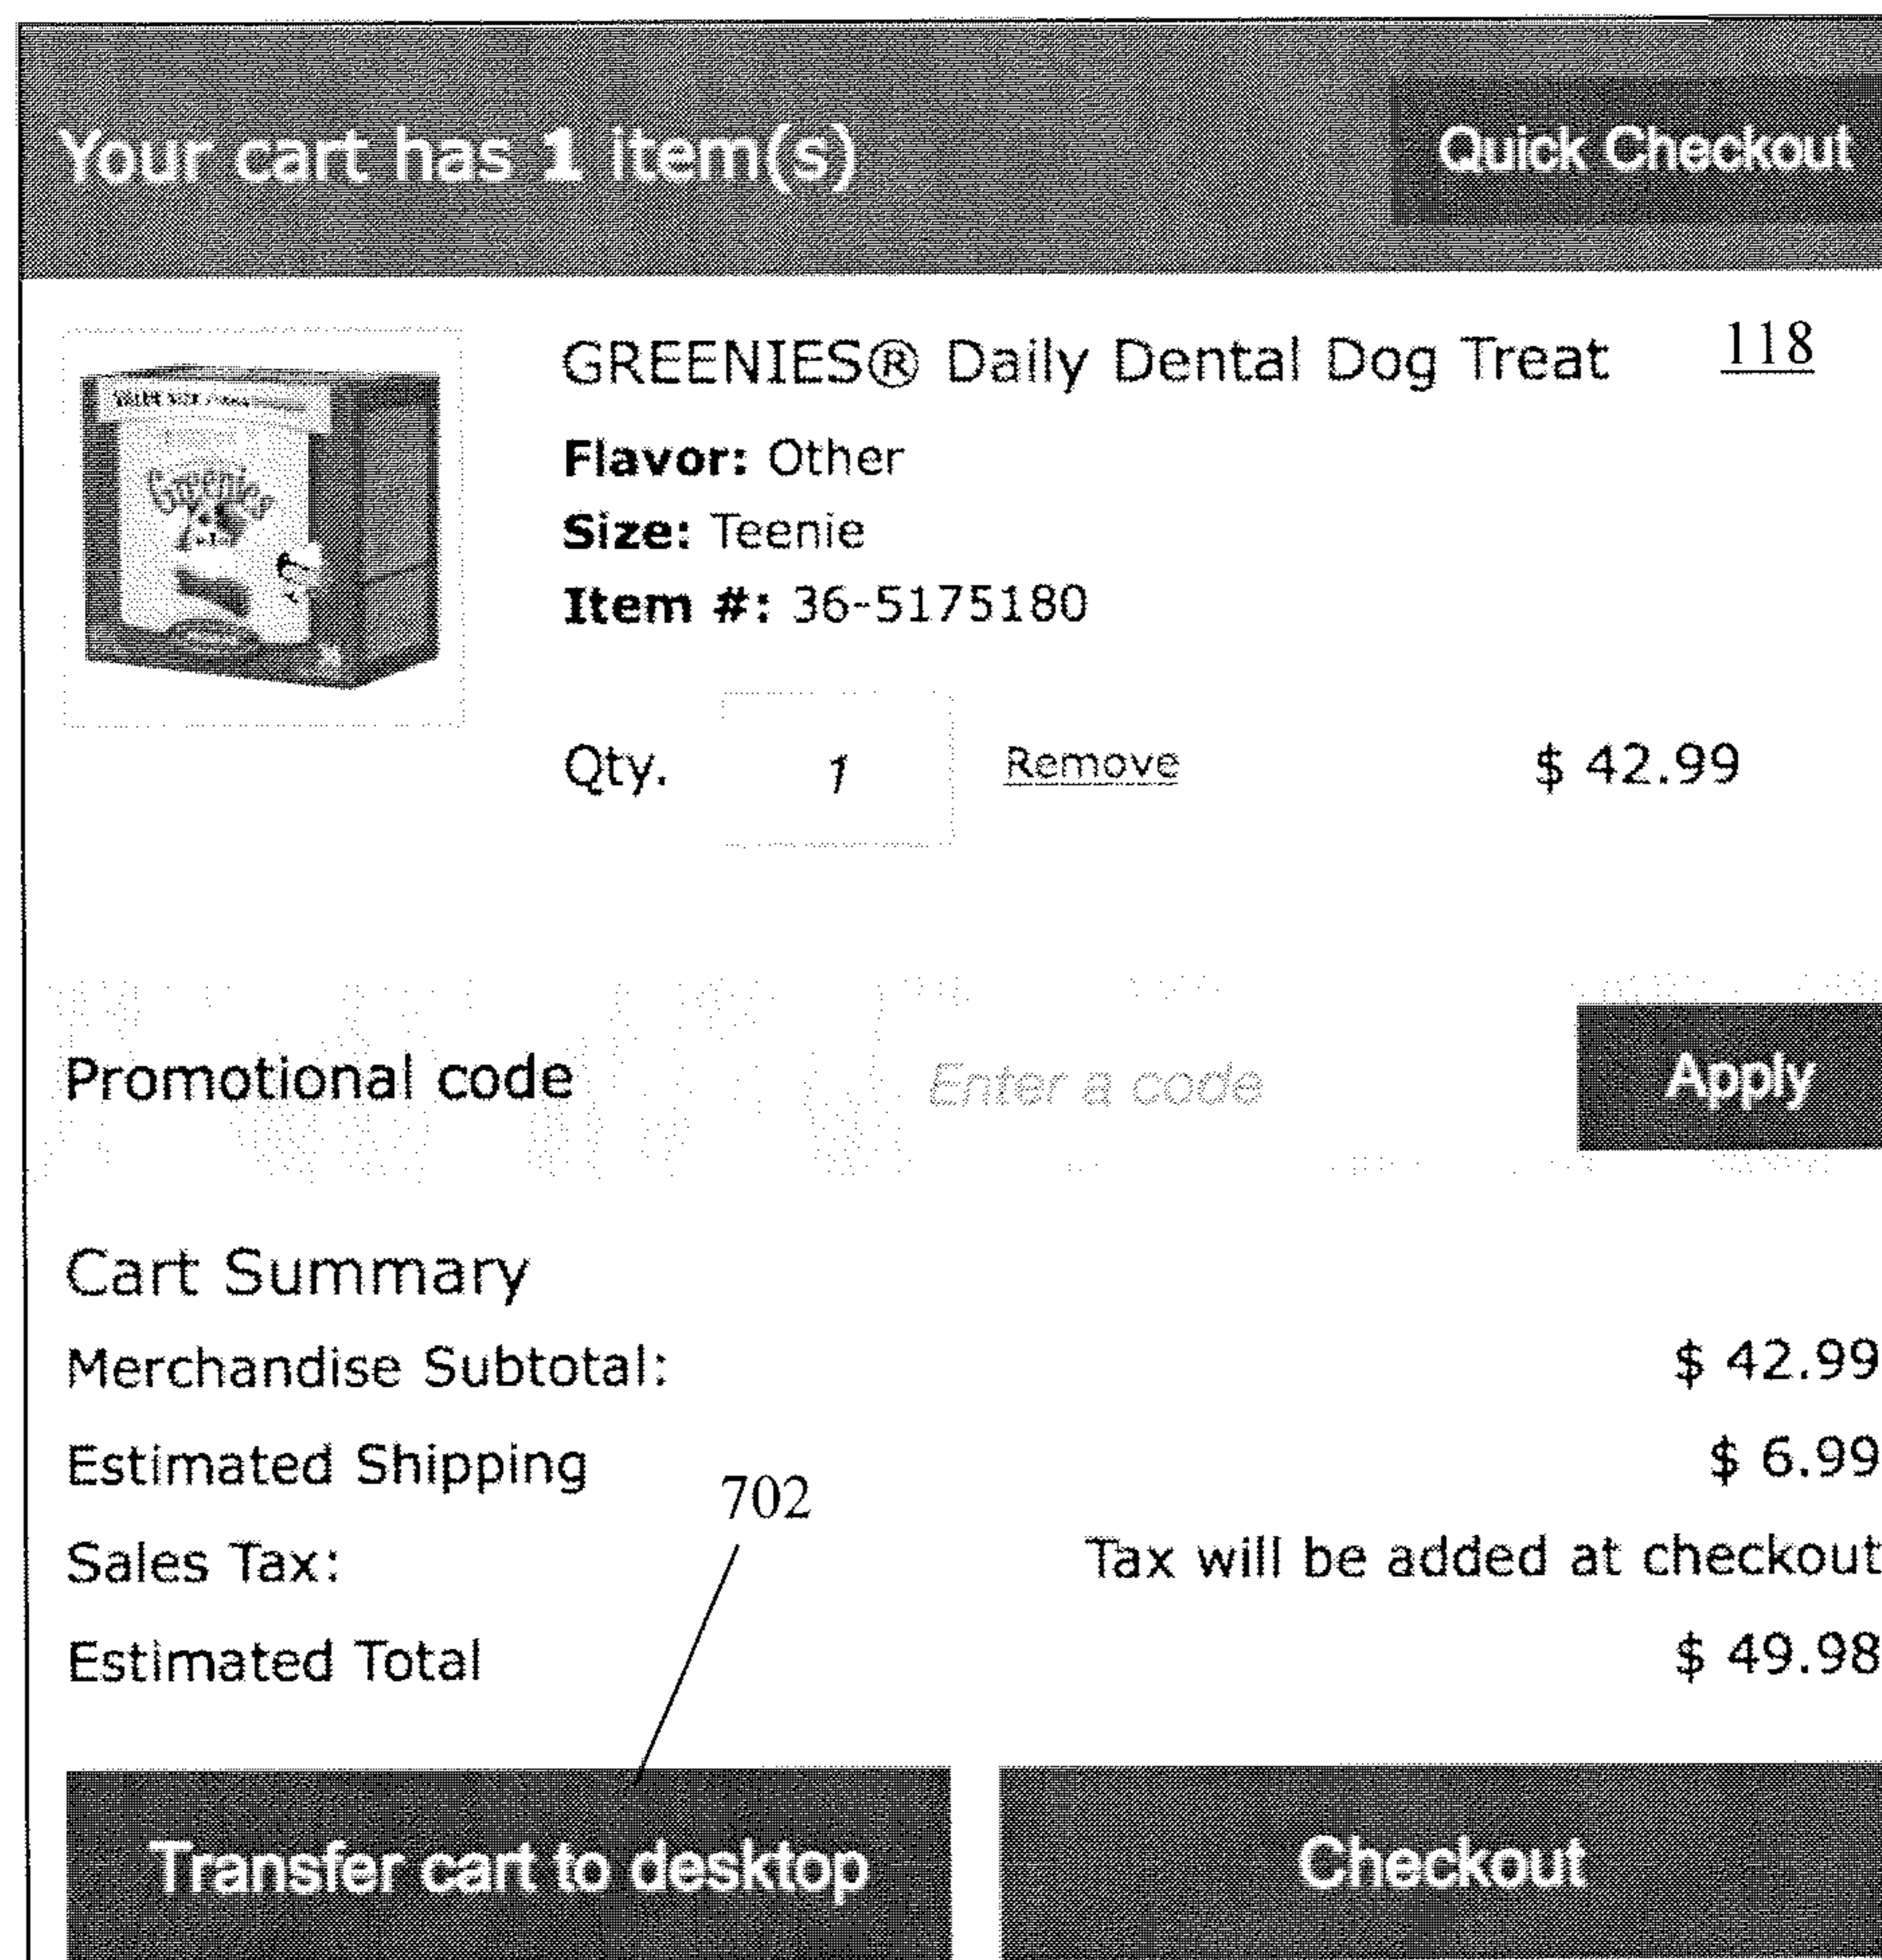 Your cart has 1 item(s) Quick Checkout
GREENIES® Daily Dental Dog Treat 118
VALUE SIZE
Greenies
Flavor: Other
Size: Teenie
Item #: 36-5175180
Qty. 1 Remove $ 42.99
Promotional code Enter a code Apply
Cart Summary
Merchandise Subtotal: $ 42.99
Estimated Shipping $ 6.99
702
Sales Tax: Tax will be added at checkout
Estimated Total $ 49.98
Transfer cart to desktop Checkout